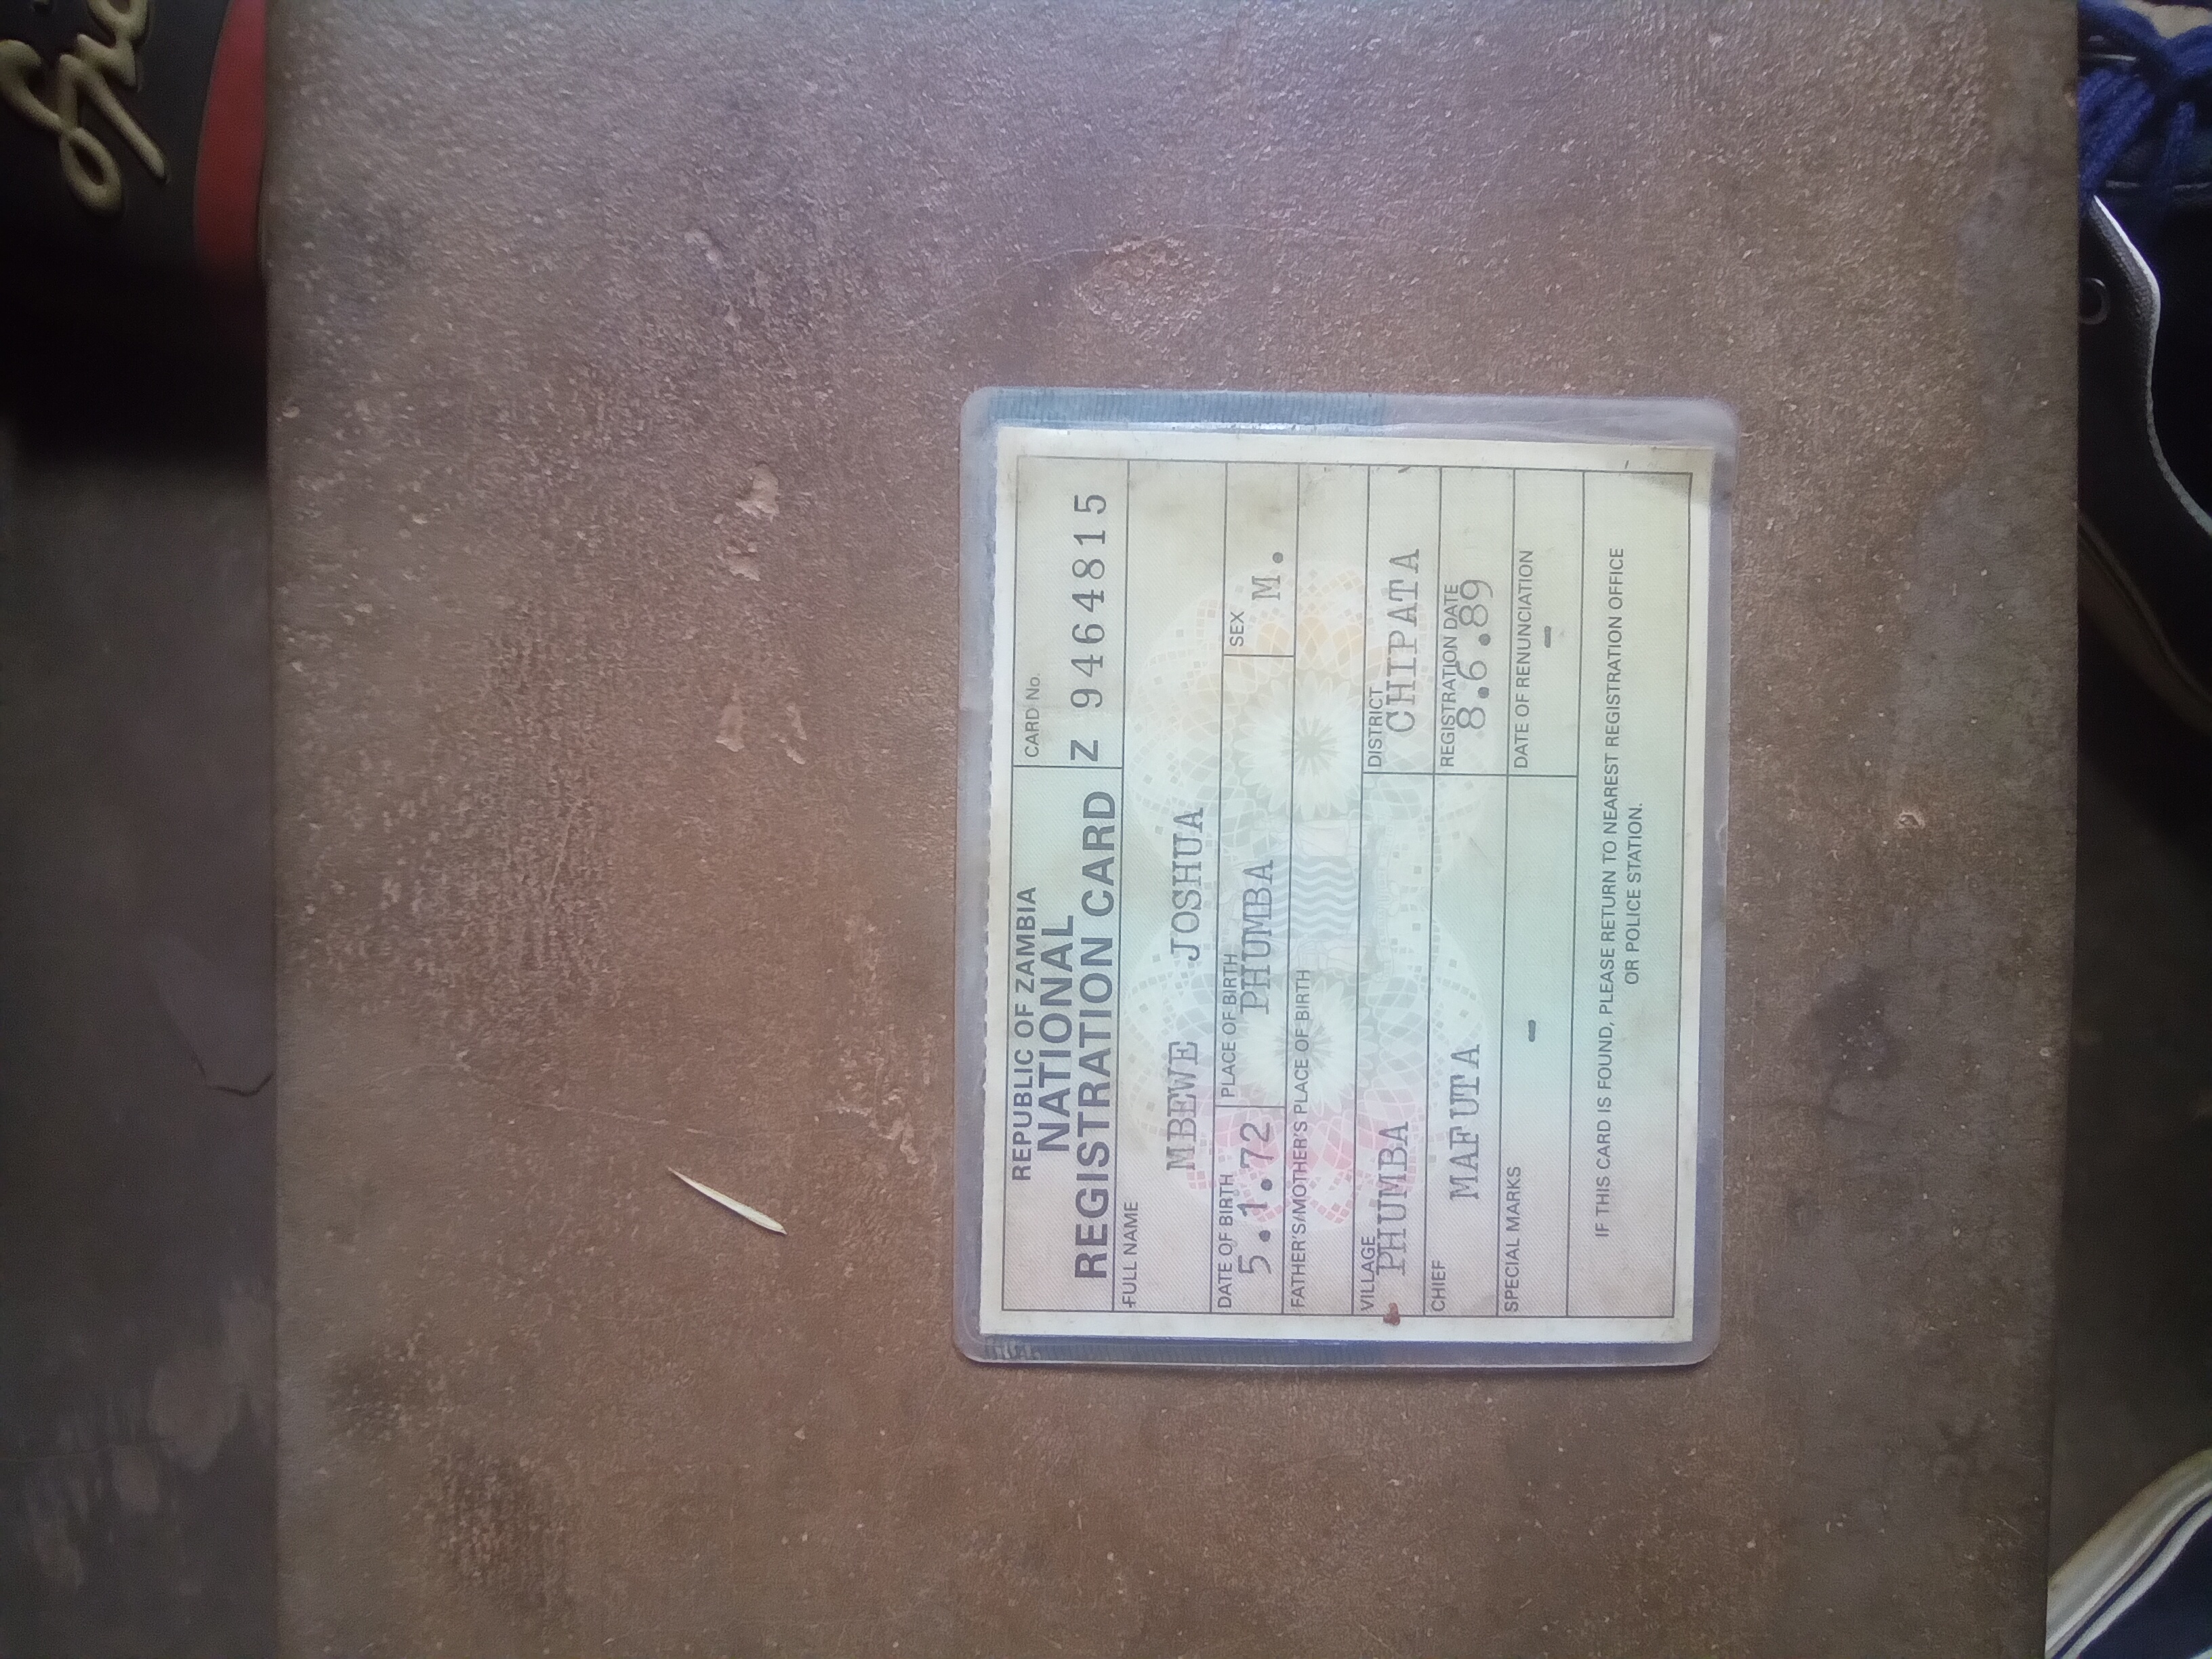 REPUBLIC OF ZAMBIA
NATIONAL
REGISTRATION CARD
CARD No.
Z 9464815
FULL NAME
MBEWE JOSHUA
DATE OF BIRTH
5.1.72
PLACE OF BIRTH
PHUMBA
SEX
M.
FATHER'S/MOTHER'S PLACE OF BIRTH
VILLAGE
PHUMBA
DISTRICT
CHIPATA
CHIEF
MAFUTA
REGISTRATION DATE
8.6.89
SPECIAL MARKS
-
DATE OF RENUNCIATION
-
IF THIS CARD IS FOUND, PLEASE RETURN TO NEAREST REGISTRATION OFFICE
OR POLICE STATION.